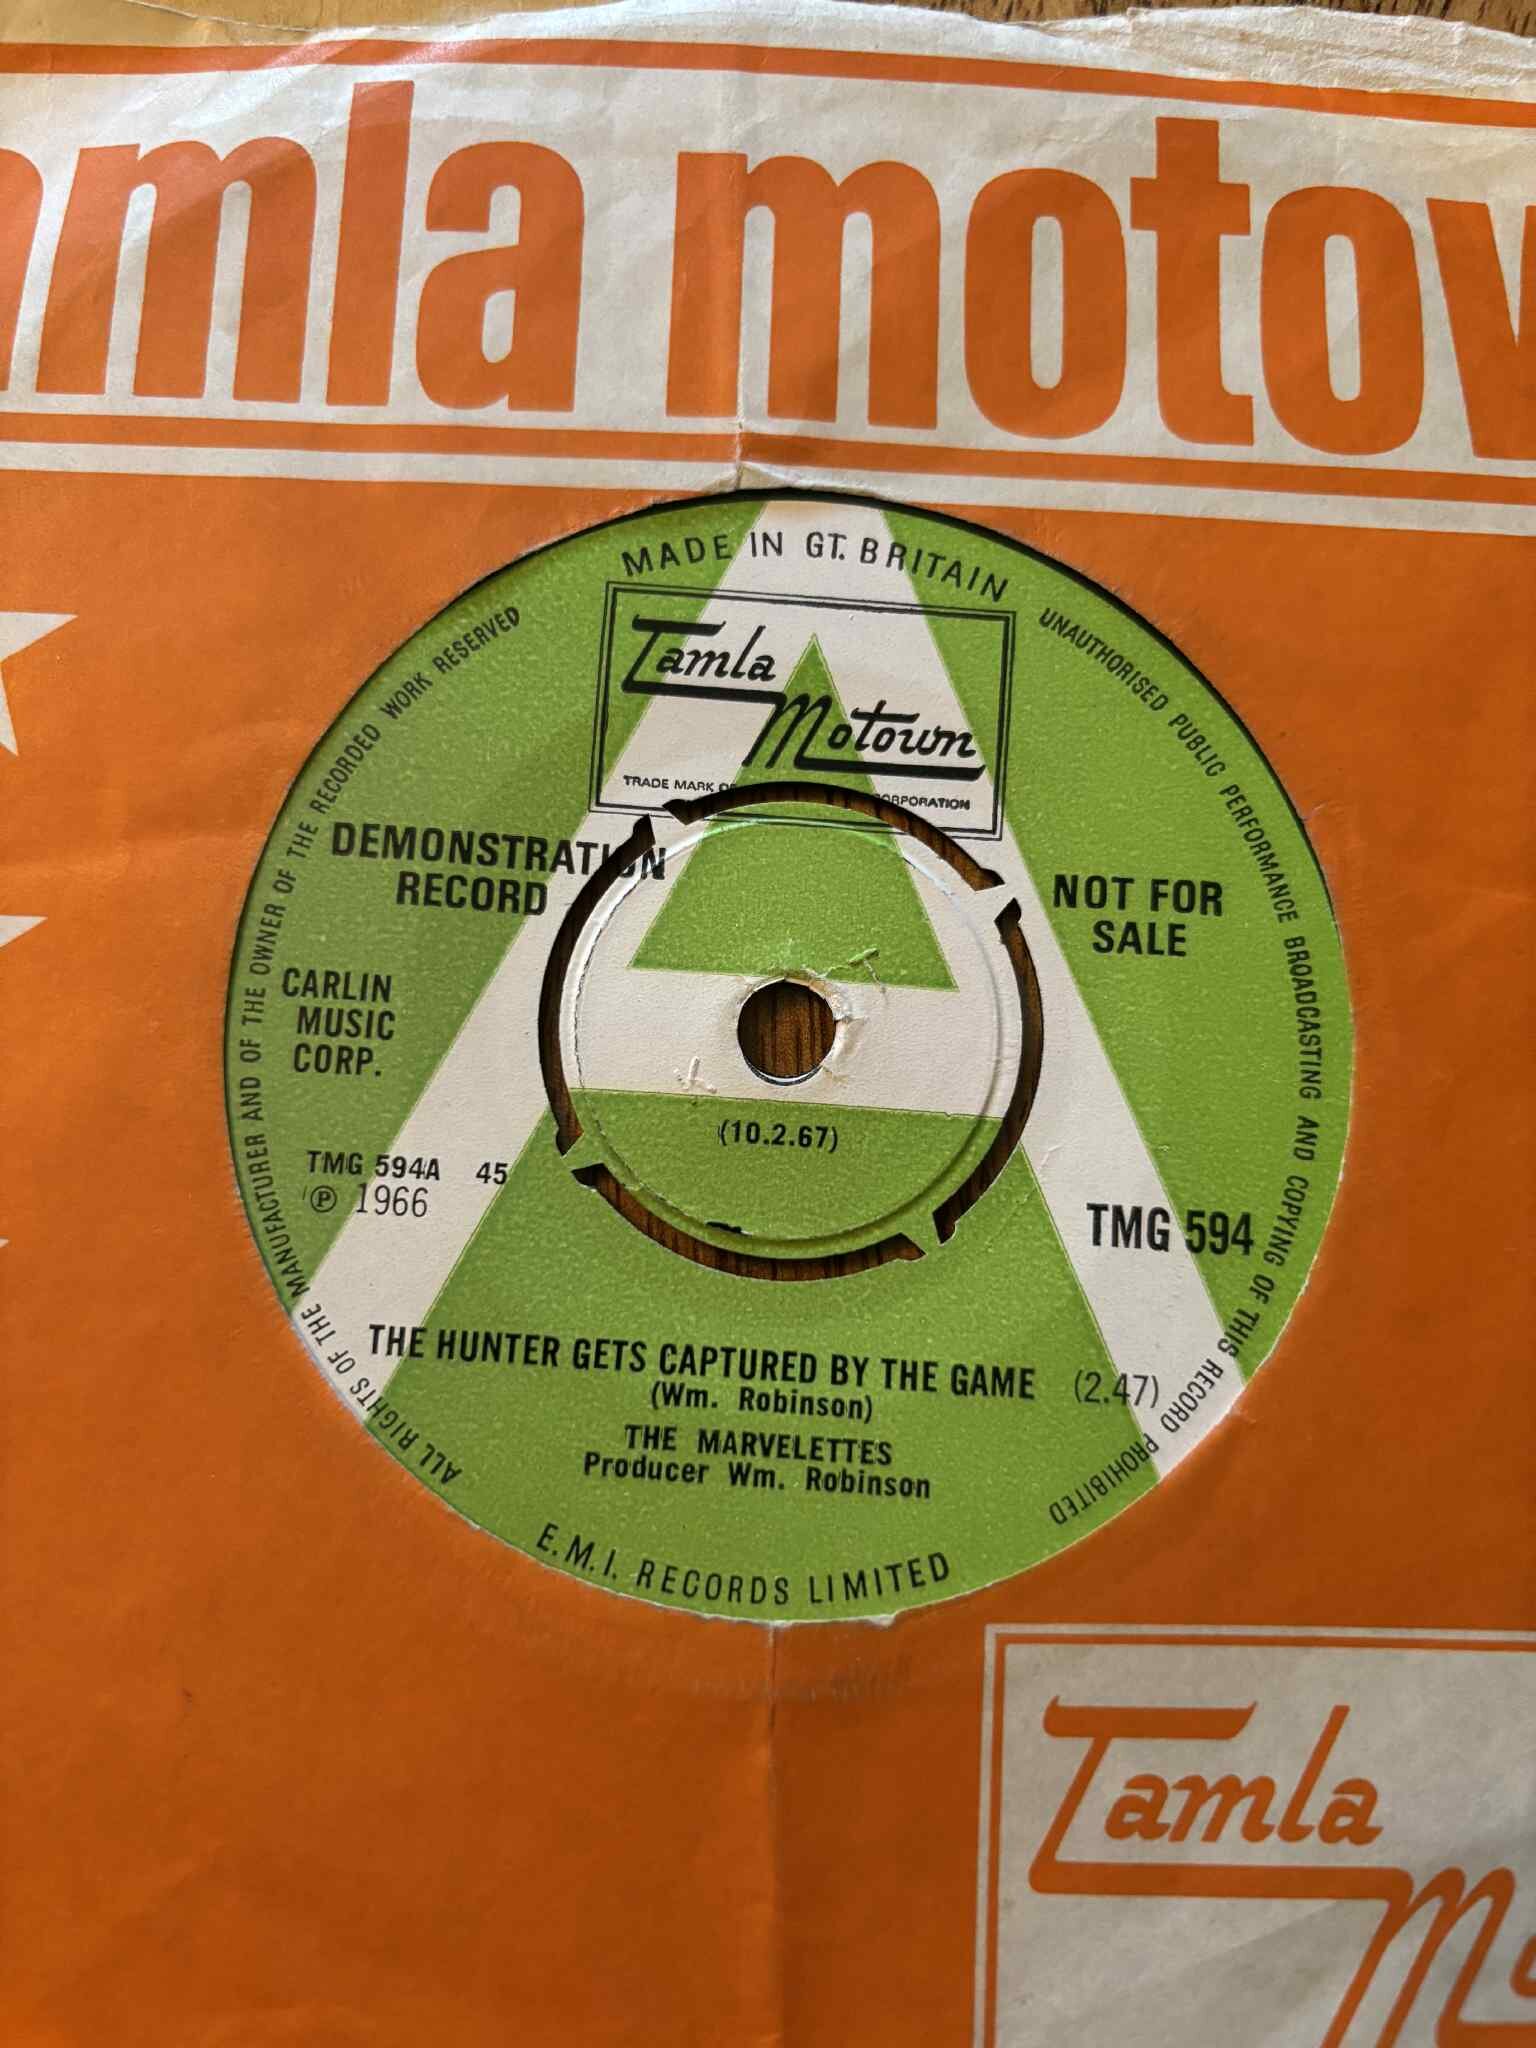 tamla motow
MADE IN GT. BRITAIN
Tamla
Motown
TRADE MARK CORPORATION
DEMONSTRATION
RECORD
NOT FOR
SALE
CARLIN
MUSIC
CORP.
(10.2.67)
TMG 594A 45
℗ 1966
TMG 594
THE HUNTER GETS CAPTURED BY THE GAME (2.47)
(Wm. Robinson)
THE MARVELETTES
Producer Wm. Robinson
E.M.I. RECORDS LIMITED
ALL RIGHTS OF THE MANUFACTURER AND OF THE OWNER OF THE RECORDED WORK RESERVED
UNAUTHORISED PUBLIC PERFORMANCE BROADCASTING AND COPYING OF THIS RECORD PROHIBITED
Tamla
Mo